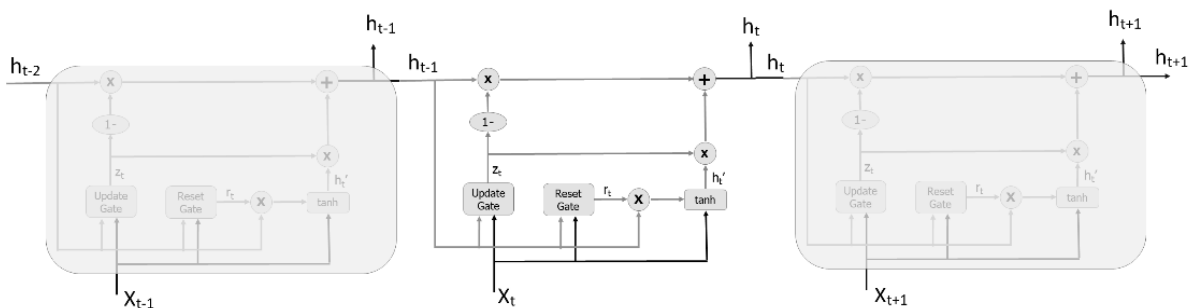 h_{t-1}
h_t
h_{t+1}
h_{t-2}
x
+
h_{t-1}
x
+
h_t
x
+
h_{t+1}
1-
1-
1-
x
x
x
z_t
h_t'
z_t
h_t'
z_t
h_t'
Update
Gate
Reset
Gate
r_t
x
tanh
Update
Gate
Reset
Gate
r_t
x
tanh
Update
Gate
Reset
Gate
r_t
x
tanh
X_{t-1}
X_t
X_{t+1}